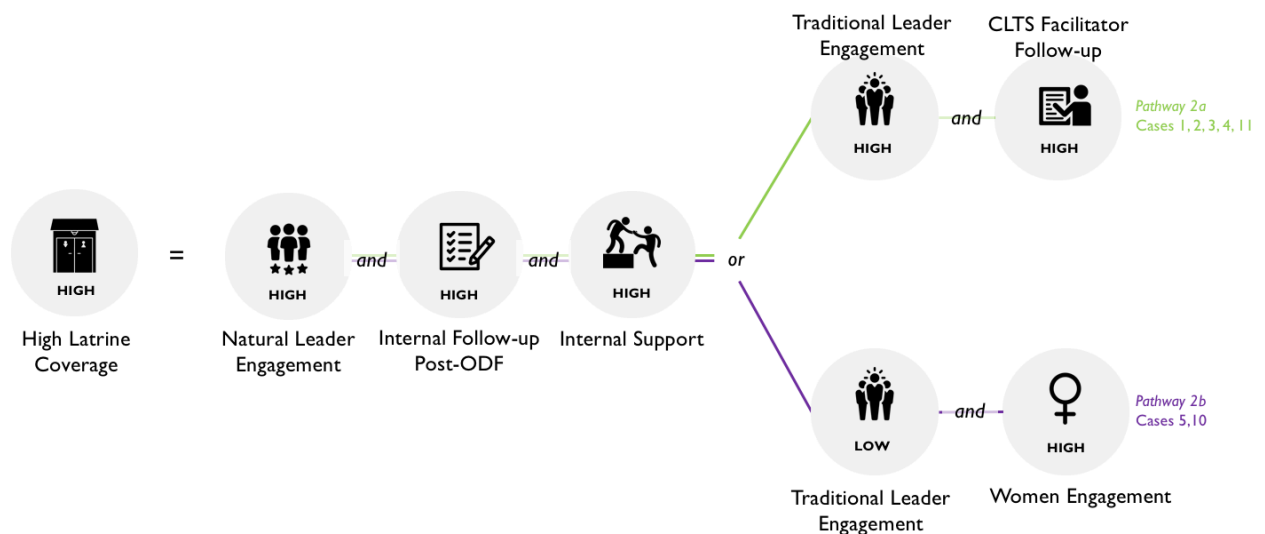 Traditional Leader
Engagement
HIGH
and
CLTS Facilitator
Follow-up
HIGH
Pathway 2a
Cases 1, 2, 3, 4, 11
HIGH
High Latrine
Coverage
=
HIGH
Natural Leader
Engagement
and
HIGH
Internal Follow-up
Post-ODF
and
HIGH
Internal Support
or
LOW
Traditional Leader
Engagement
and
HIGH
Women Engagement
Pathway 2b
Cases 5,10